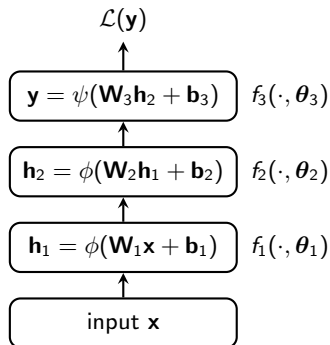 ℒ(𝐲)
𝐲 = ψ(𝐖₃𝐡₂ + 𝐛₃) f₃(·, 𝜽₃)
𝐡₂ = ϕ(𝐖₂𝐡₁ + 𝐛₂) f₂(·, 𝜽₂)
𝐡₁ = ϕ(𝐖₁𝐱 + 𝐛₁) f₁(·, 𝜽₁)
input 𝐱